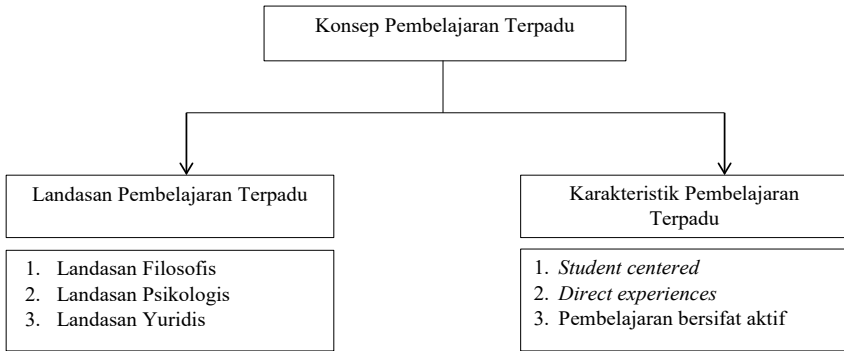 Konsep Pembelajaran Terpadu
Landasan Pembelajaran Terpadu
1. Landasan Filosofis
2. Landasan Psikologis
3. Landasan Yuridis
Karakteristik Pembelajaran
Terpadu
1. Student centered
2. Direct experiences
3. Pembelajaran bersifat aktif